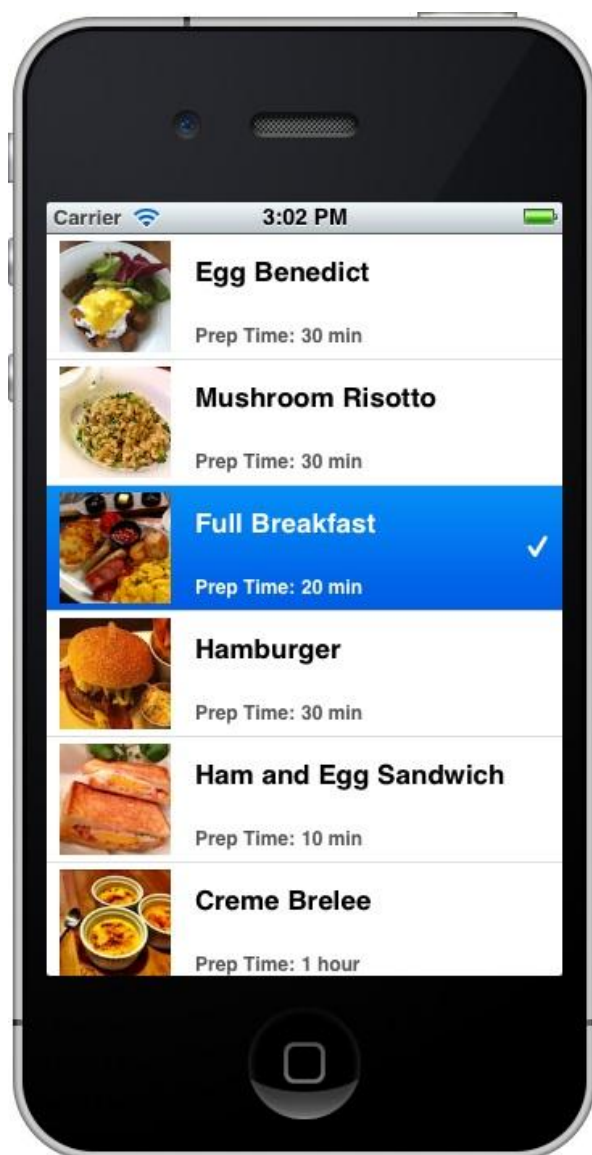 Carrier 3:02 PM
Egg Benedict
Prep Time: 30 min
Mushroom Risotto
Prep Time: 30 min
Full Breakfast
Prep Time: 20 min
Hamburger
Prep Time: 30 min
Ham and Egg Sandwich
Prep Time: 10 min
Creme Brelee
Prep Time: 1 hour